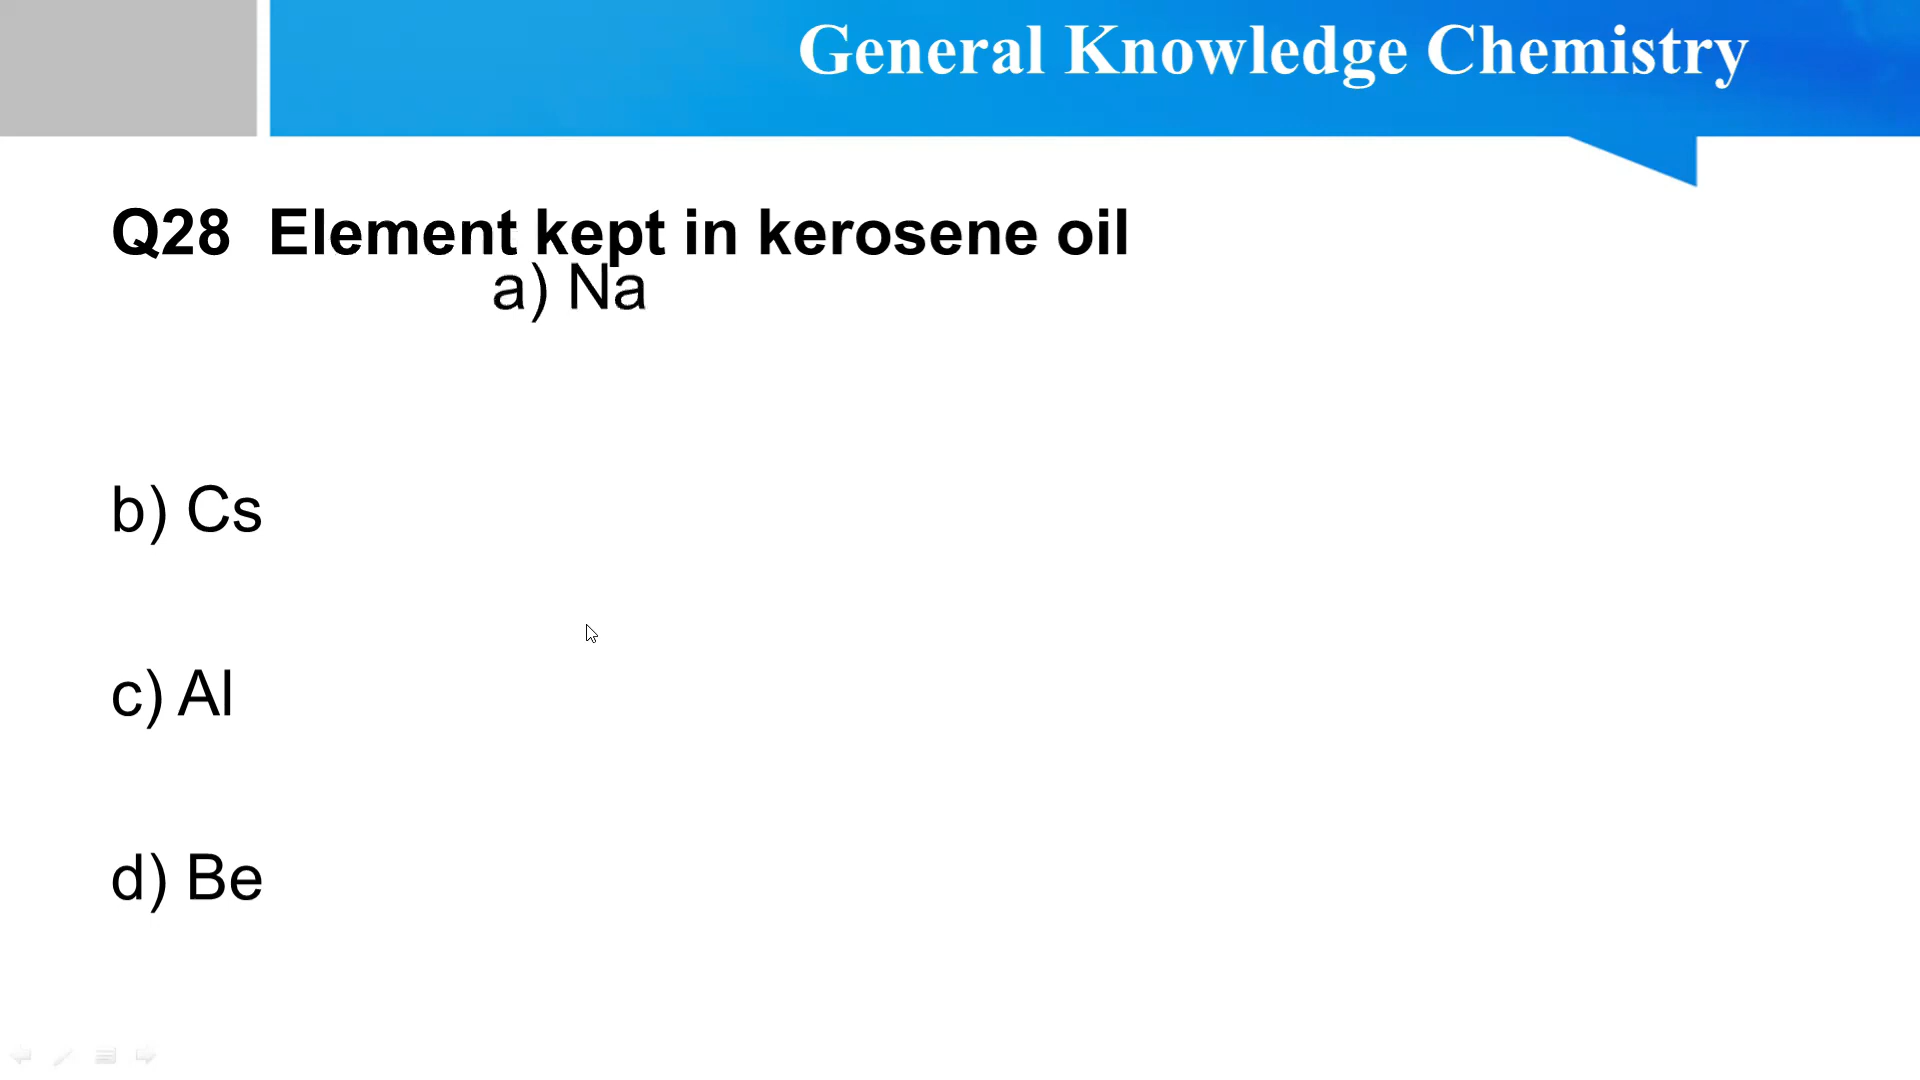 General Knowledge Chemistry
Q28 Element kept in kerosene oil
a) Na
b) Cs
c) Al
d) Be